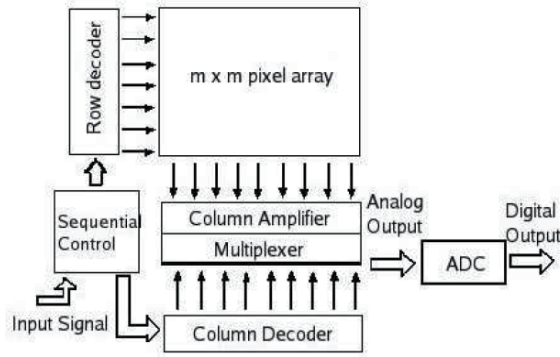 Row decoder
m x m pixel array
Sequential
Control
Column Amplifier
Multiplexer
Analog
Output
ADC
Digital
Output
Input Signal
Column Decoder